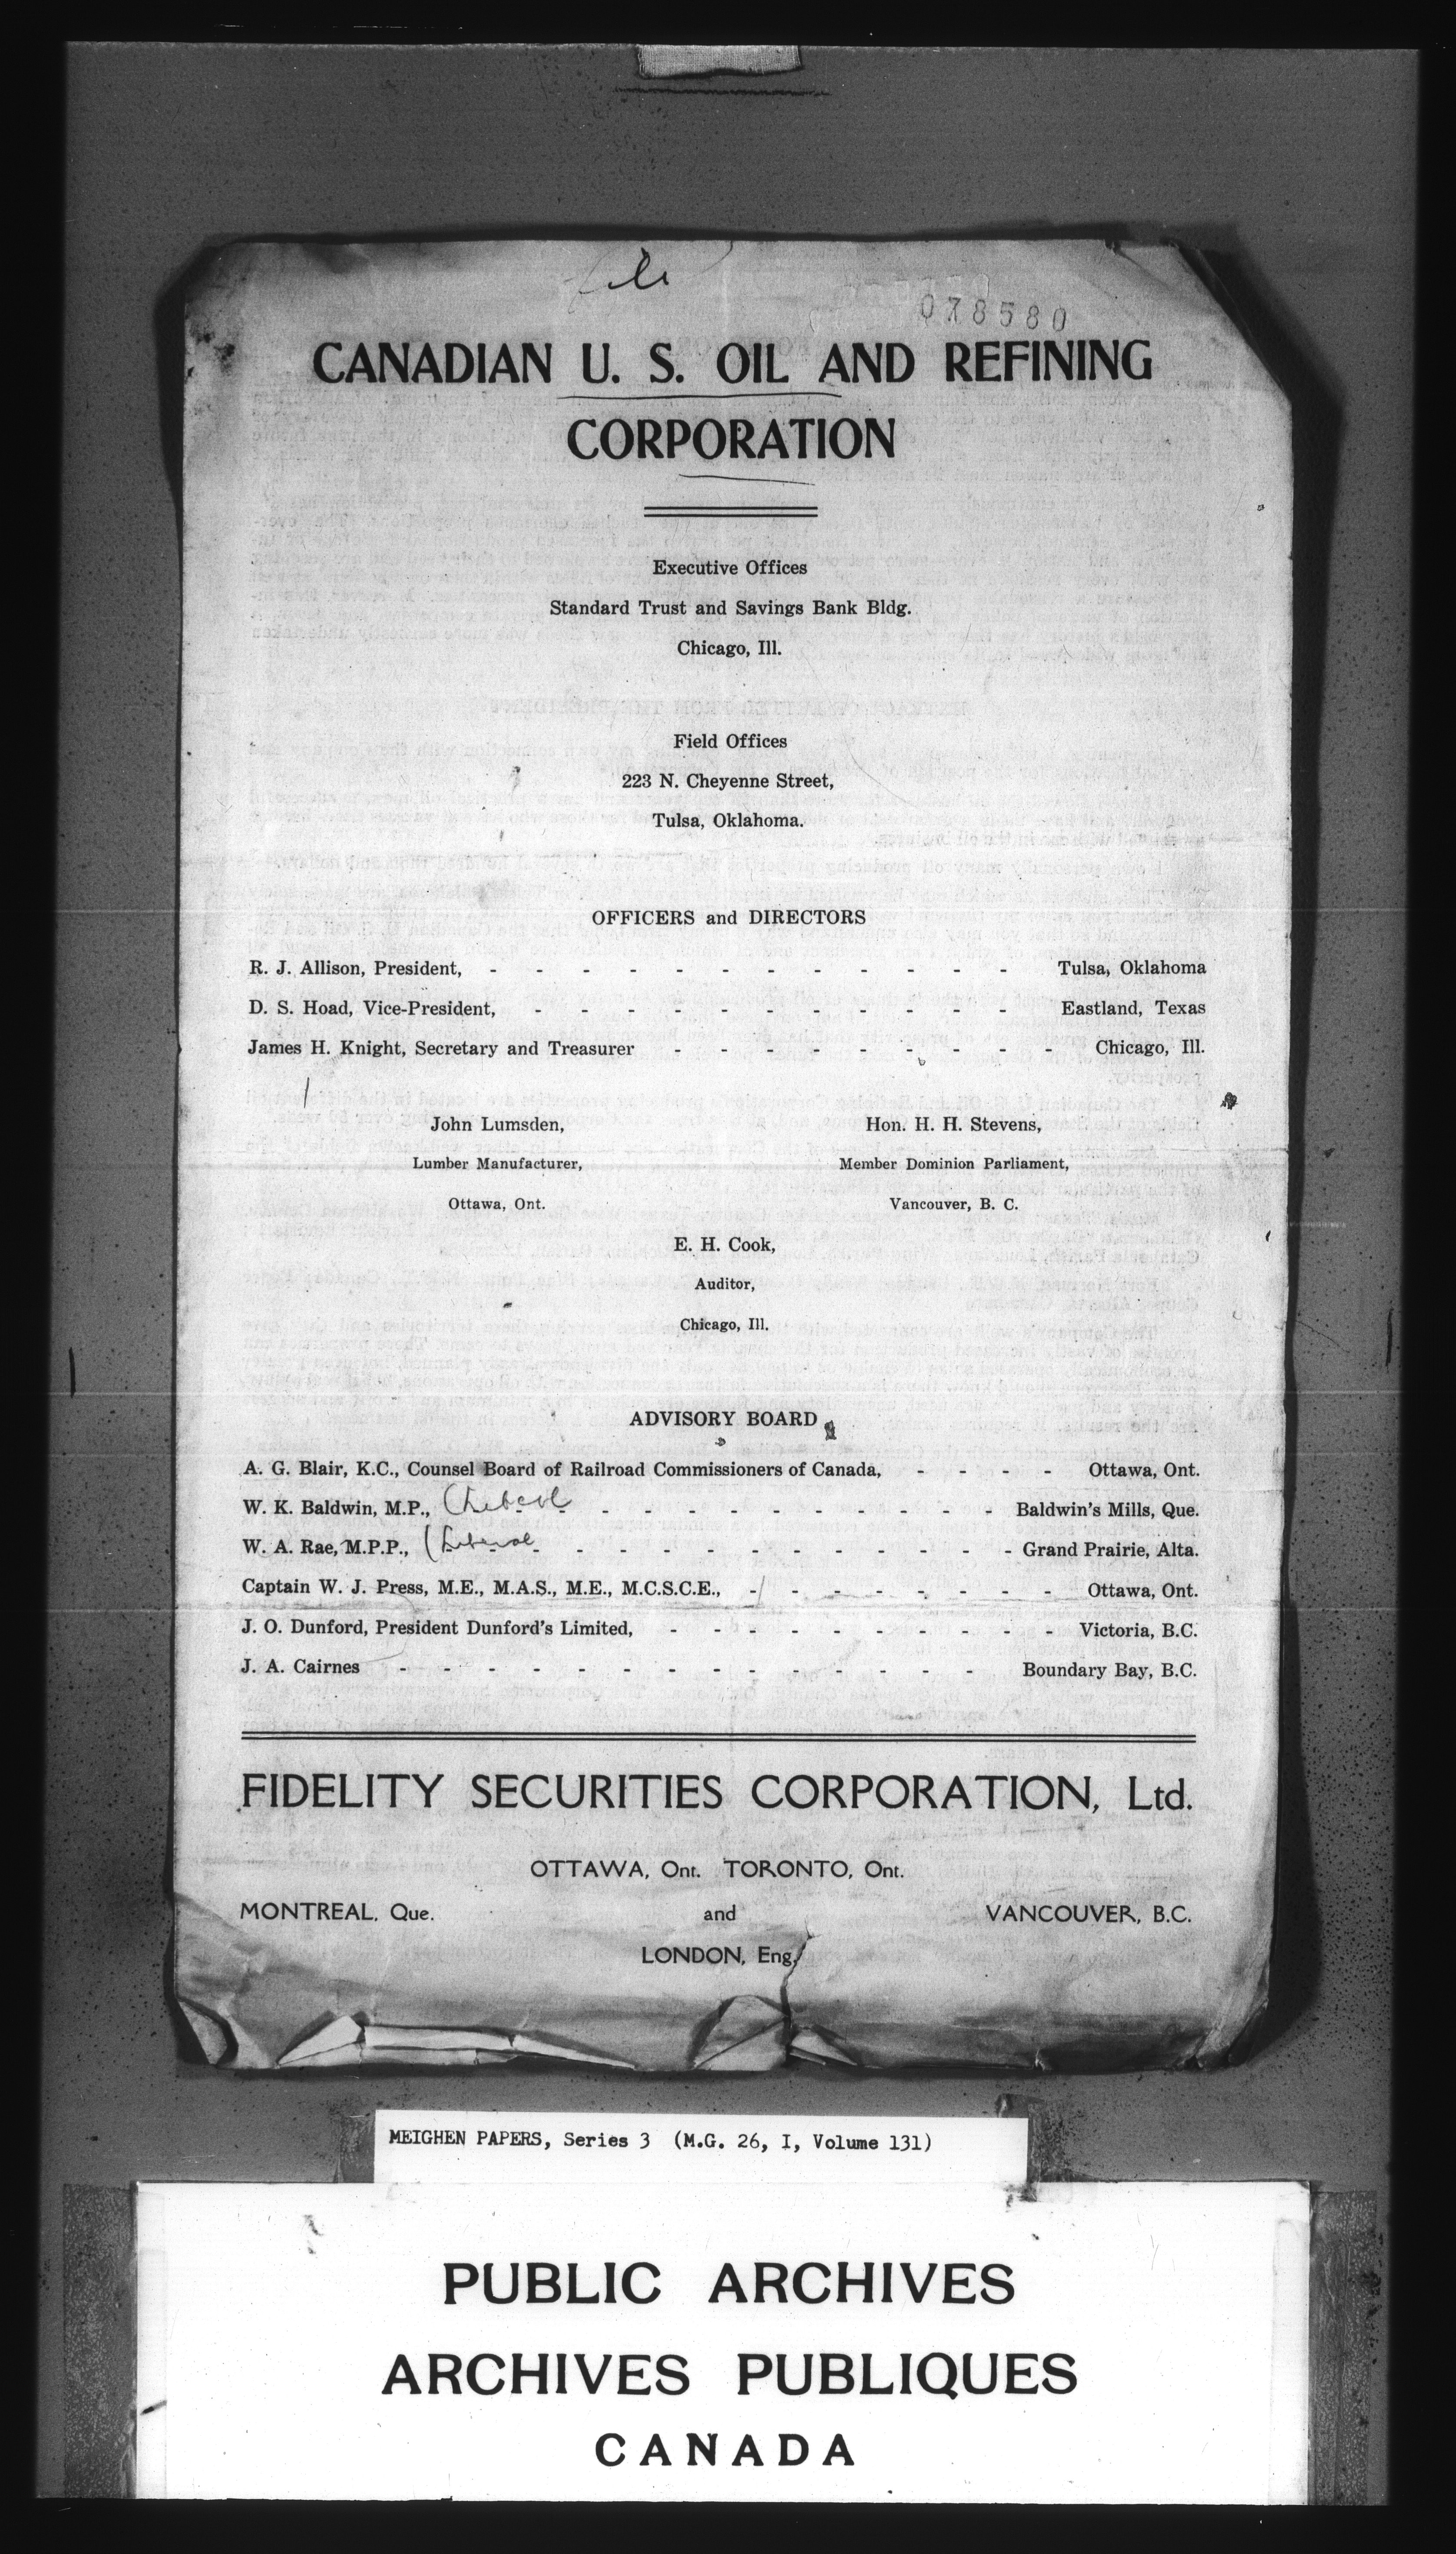 file
078580
CANADIAN U. S. OIL AND REFINING
CORPORATION
Executive Offices
Standard Trust and Savings Bank Bldg.
Chicago, Ill.
Field Offices
223 N. Cheyenne Street,
Tulsa, Oklahoma.
OFFICERS and DIRECTORS
R. J. Allison, President, - - - - - - - - - - - - Tulsa, Oklahoma
D. S. Hoad, Vice-President, - - - - - - - - - - - Eastland, Texas
James H. Knight, Secretary and Treasurer - - - - - - - - - Chicago, Ill.
John Lumsden, Hon. H. H. Stevens,
Lumber Manufacturer, Member Dominion Parliament,
Ottawa, Ont. Vancouver, B. C.
E. H. Cook,
Auditor,
Chicago, Ill.
ADVISORY BOARD
A. G. Blair, K.C., Counsel Board of Railroad Commissioners of Canada, - - - - Ottawa, Ont.
W. K. Baldwin, M.P., (Liberal - - - - - - - - - - - Baldwin's Mills, Que.
W. A. Rae, M.P.P., (Liberal - - - - - - - - - - - - Grand Prairie, Alta.
Captain W. J. Press, M.E., M.A.S., M.E., M.C.S.C.E., - - - - - - - - Ottawa, Ont.
J. O. Dunford, President Dunford's Limited, - - - - - - - - - - Victoria, B.C.
J. A. Cairnes - - - - - - - - - - - - - - Boundary Bay, B.C.
FIDELITY SECURITIES CORPORATION, Ltd.
OTTAWA, Ont. TORONTO, Ont.
MONTREAL, Que. and VANCOUVER, B.C.
LONDON, Eng.
MEIGHEN PAPERS, Series 3 (M.G. 26, I, Volume 131)
PUBLIC ARCHIVES
ARCHIVES PUBLIQUES
CANADA